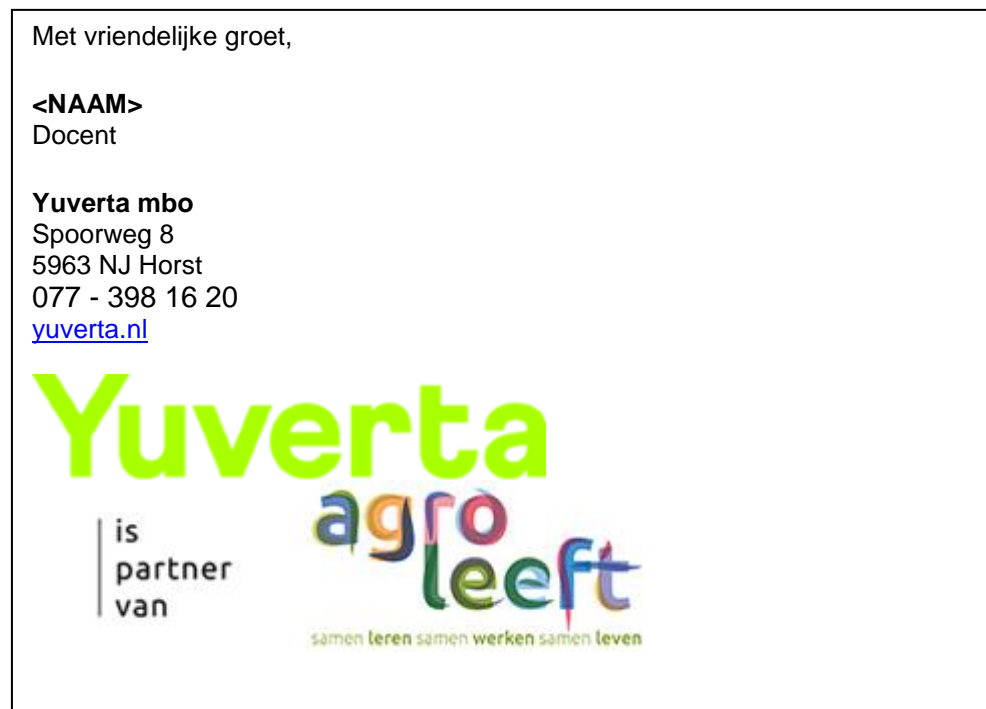 Met vriendelijke groet,
<NAAM>
Docent
Yuverta mbo
Spoorweg 8
5963 NJ Horst
077 - 398 16 20
yuverta.nl
Yuverta
is
partner
van
agro
leeft
samen leren samen werken samen leven